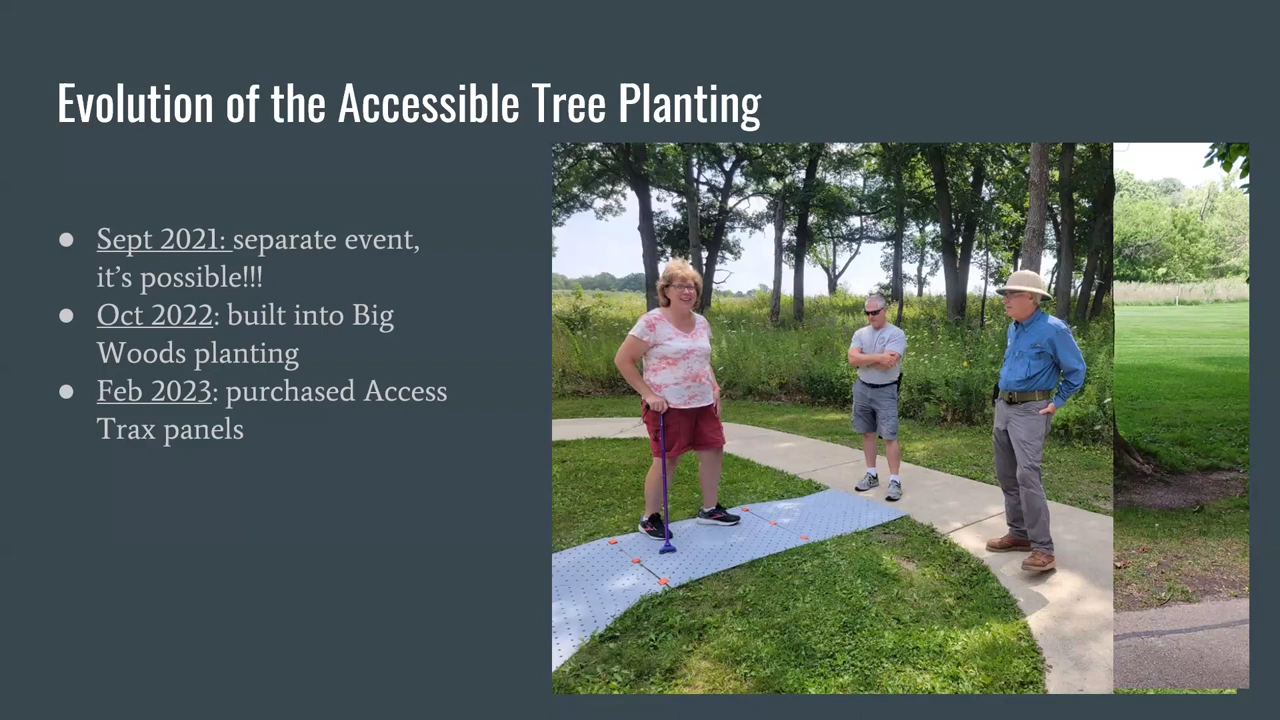 Evolution of the Accessible Tree Planting
● Sept 2021: separate event,
it’s possible!!!
● Oct 2022: built into Big
Woods planting
● Feb 2023: purchased Access
Trax panels